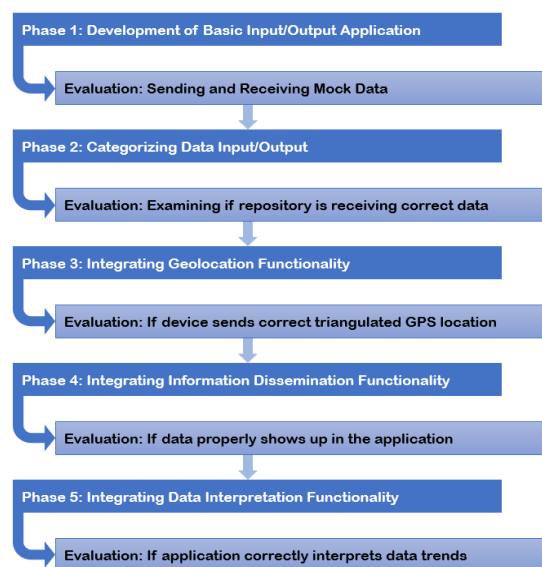 Phase 1: Development of Basic Input/Output Application
Evaluation: Sending and Receiving Mock Data
Phase 2: Categorizing Data Input/Output
Evaluation: Examining if repository is receiving correct data
Phase 3: Integrating Geolocation Functionality
Evaluation: If device sends correct triangulated GPS location
Phase 4: Integrating Information Dissemination Functionality
Evaluation: If data properly shows up in the application
Phase 5: Integrating Data Interpretation Functionality
Evaluation: If application correctly interprets data trends